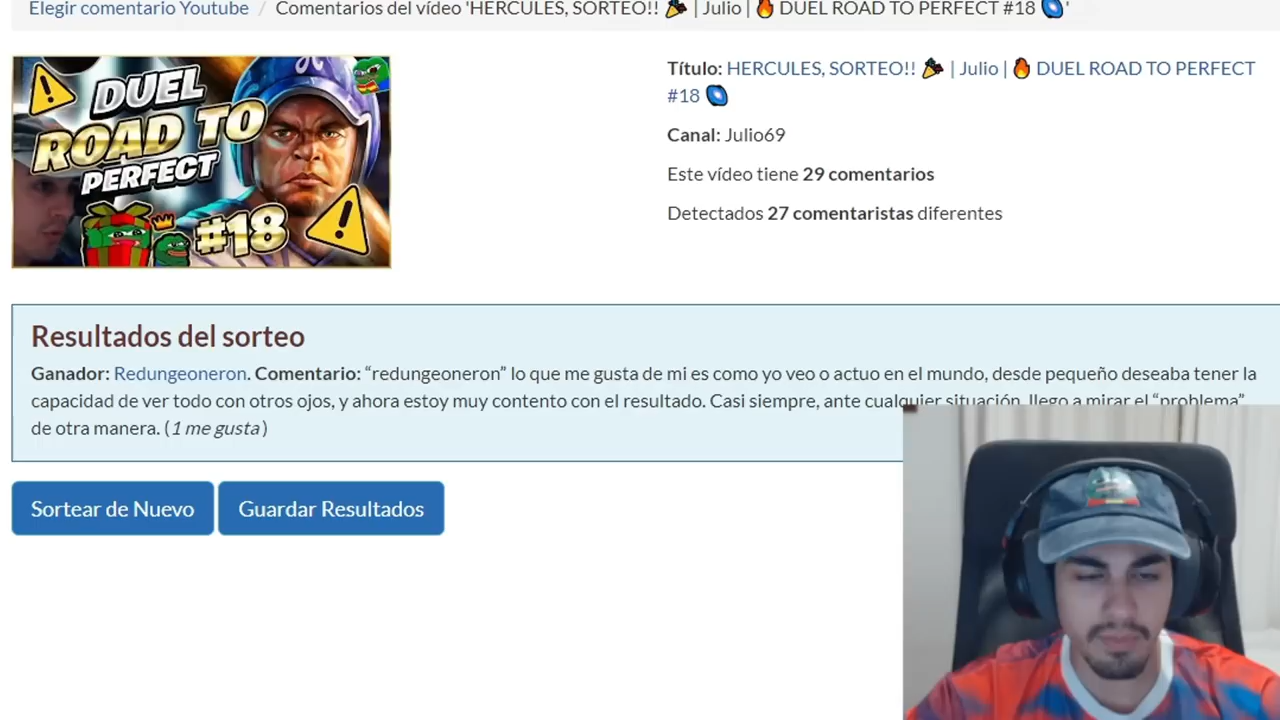 Elegir comentario Youtube / Comentarios del vídeo 'HERCULES, SORTEO!! 🎉 | Julio | 🔥 DUEL ROAD TO PERFECT #18 🧿'
DUEL
ROAD TO
PERFECT
#18
Título: HERCULES, SORTEO!! 🎉 | Julio | 🔥 DUEL ROAD TO PERFECT
#18 🧿
Canal: Julio69
Este vídeo tiene 29 comentarios
Detectados 27 comentaristas diferentes
Resultados del sorteo
Ganador: Redungeoneron. Comentario: “redungeoneron” lo que me gusta de mi es como yo veo o actuo en el mundo, desde pequeño deseaba tener la
capacidad de ver todo con otros ojos, y ahora estoy muy contento con el resultado. Casi siempre, ante cualquier situación, llego a mirar el “problema”
de otra manera. (1 me gusta)
Sortear de Nuevo
Guardar Resultados